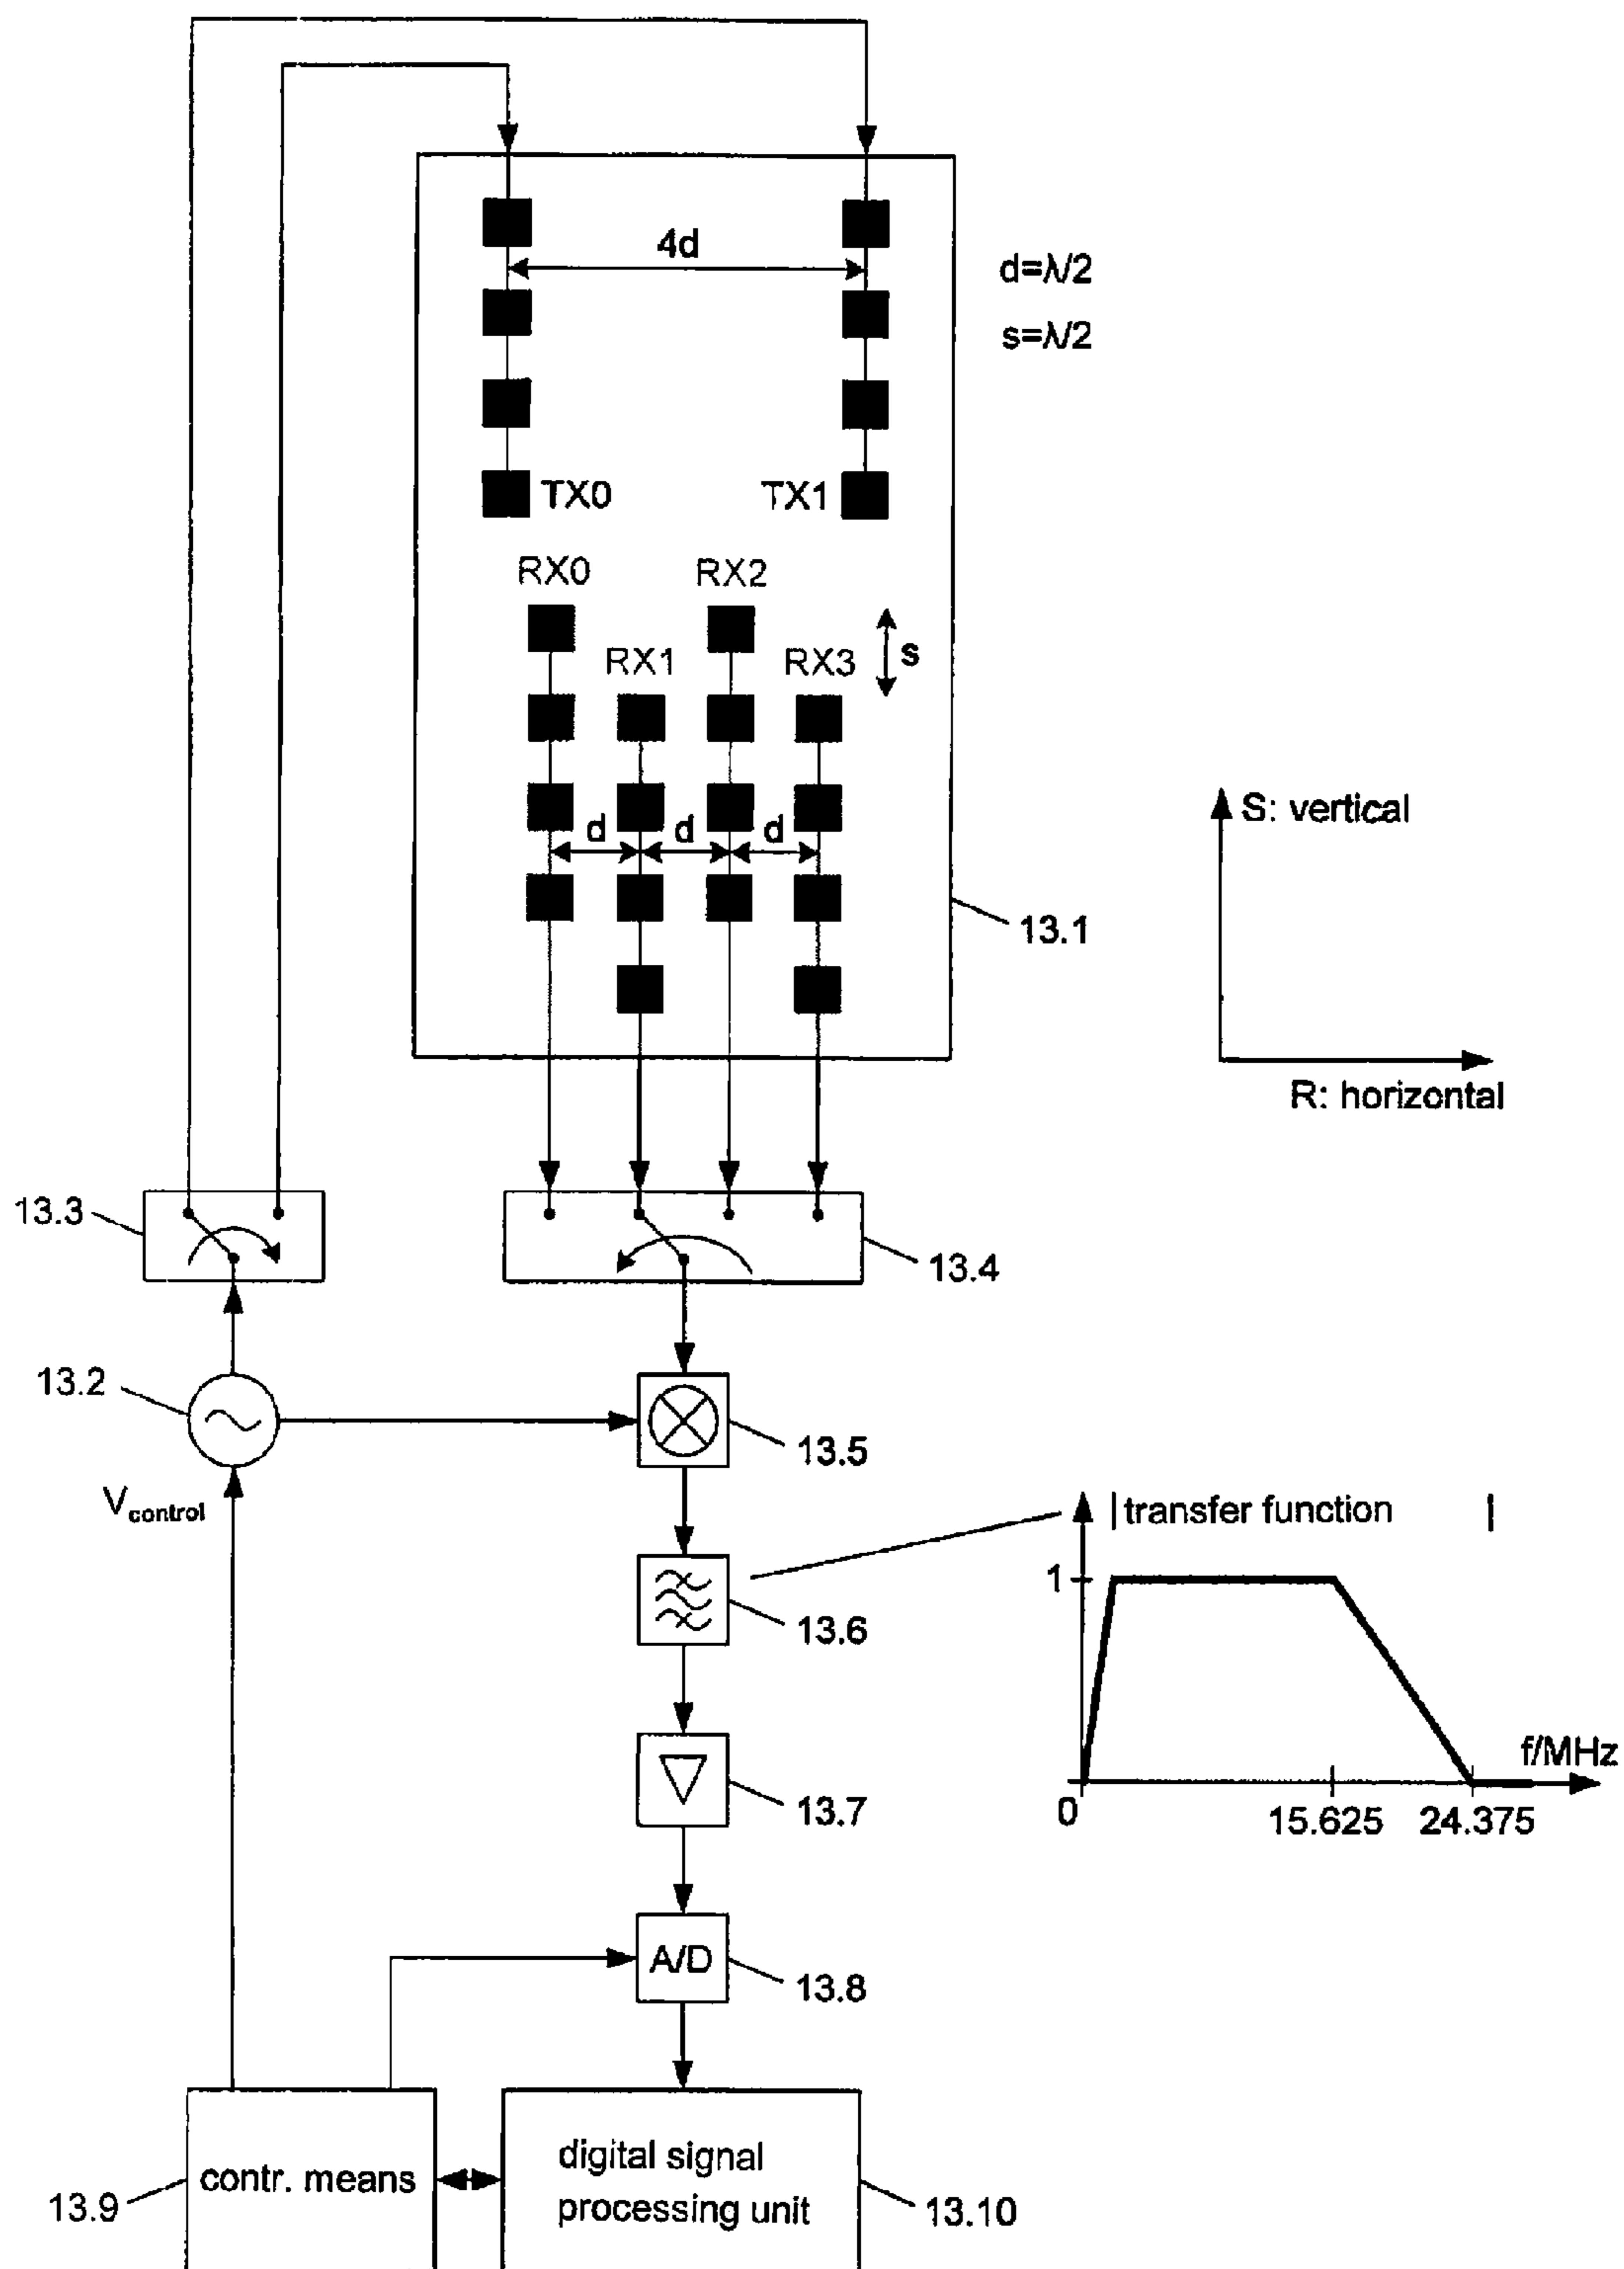 4d
d=λ/2
s=λ/2
TX0
TX1
RX0
RX2
RX1
RX3
s
d
d
d
S: vertical
13.1
R: horizontal
13.3
13.4
13.2
13.5
Vcontrol
|transfer function |
1
13.6
f/MHz
0
15.625
24.375
13.7
A/D
13.8
digital signal
processing unit
contr. means
13.9
13.10